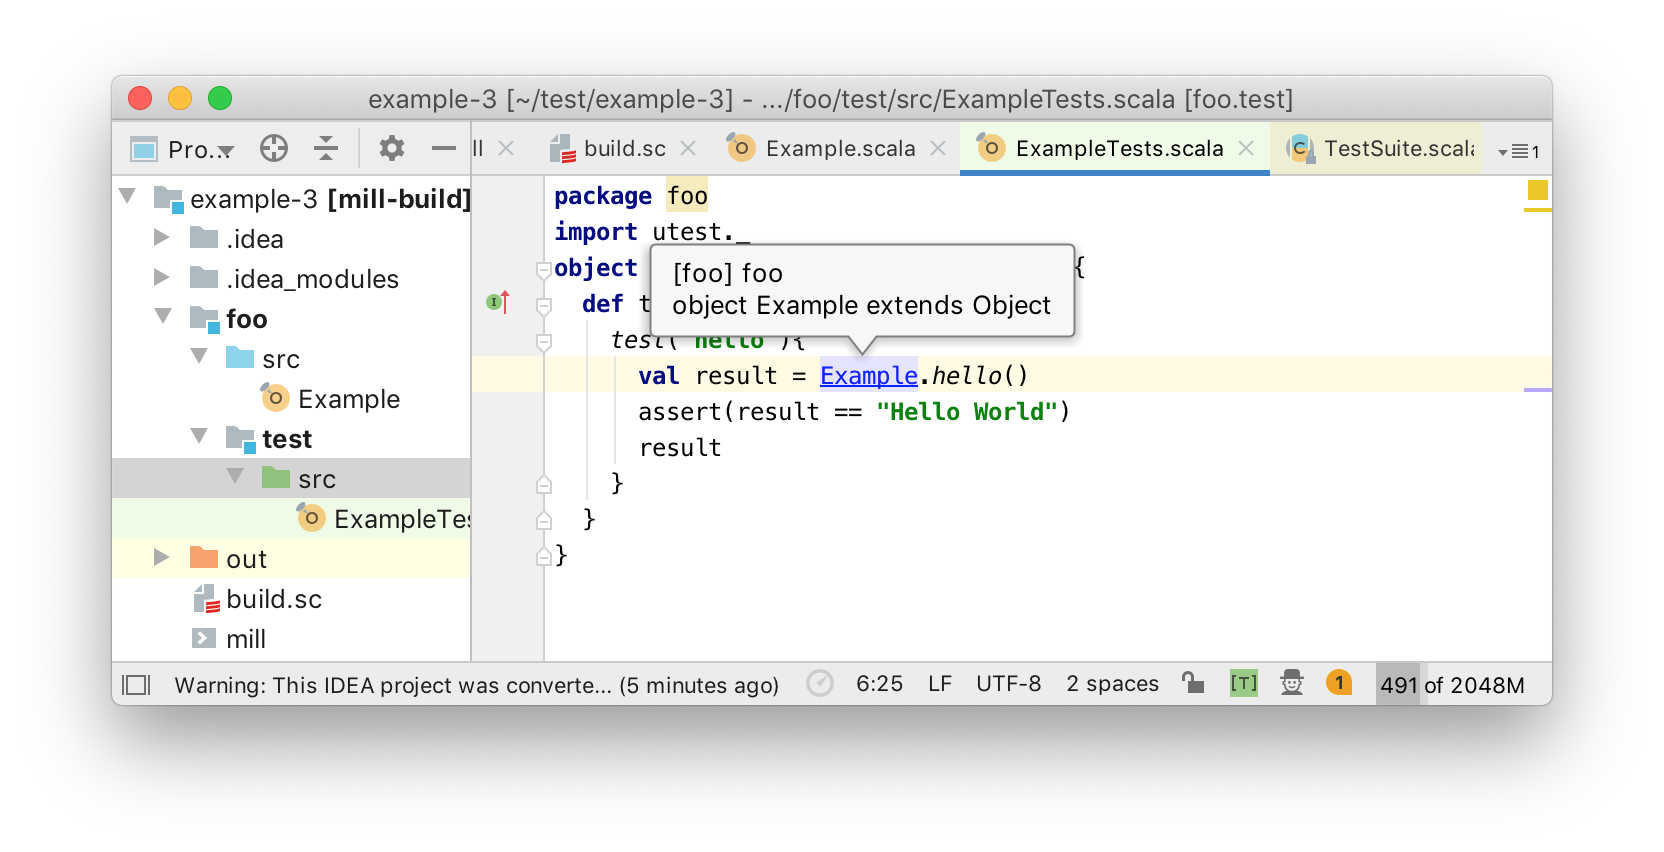 example-3 [~/test/example-3] - .../foo/test/src/ExampleTests.scala [foo.test]
Pro...
ll
build.sc
Example.scala
ExampleTests.scala
TestSuite.scala
1
example-3 [mill-build]
.idea
.idea_modules
foo
src
Example
test
src
ExampleTes
out
build.sc
mill
package foo
import utest._
object
{
[foo] foo
object Example extends Object
def t
test("hello"){
val result = Example.hello()
assert(result == "Hello World")
result
}
}
}
Warning: This IDEA project was converte... (5 minutes ago)
6:25
LF
UTF-8
2 spaces
[T]
1
491 of 2048M